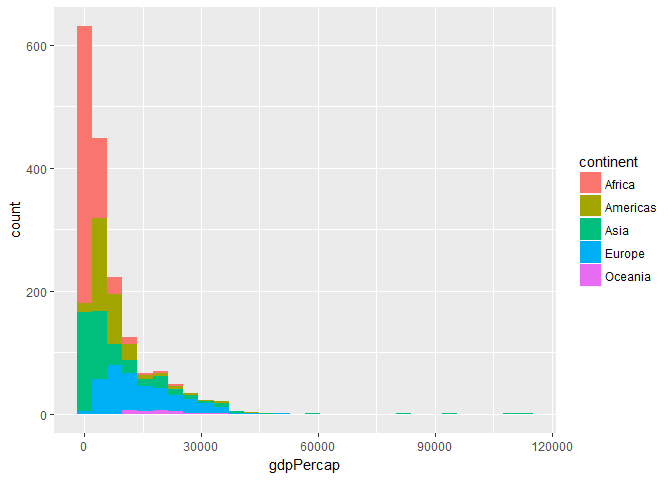 600
400
200
0
count
0
30000
60000
90000
120000
gdpPercap
continent
Africa
Americas
Asia
Europe
Oceania